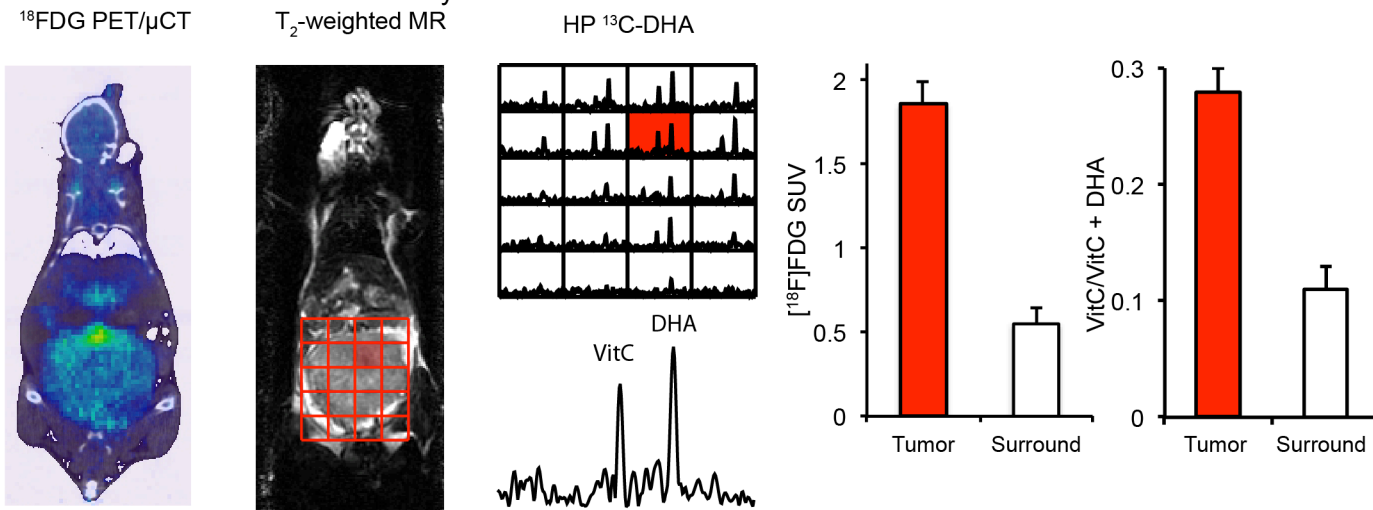 ¹⁸FDG PET/µCT
T₂-weighted MR
HP ¹³C-DHA
DHA
VitC
[¹⁸F]FDG SUV
2
1.5
1
0.5
0
Tumor
Surround
VitC/VitC + DHA
0.3
0.2
0.1
0
Tumor
Surround